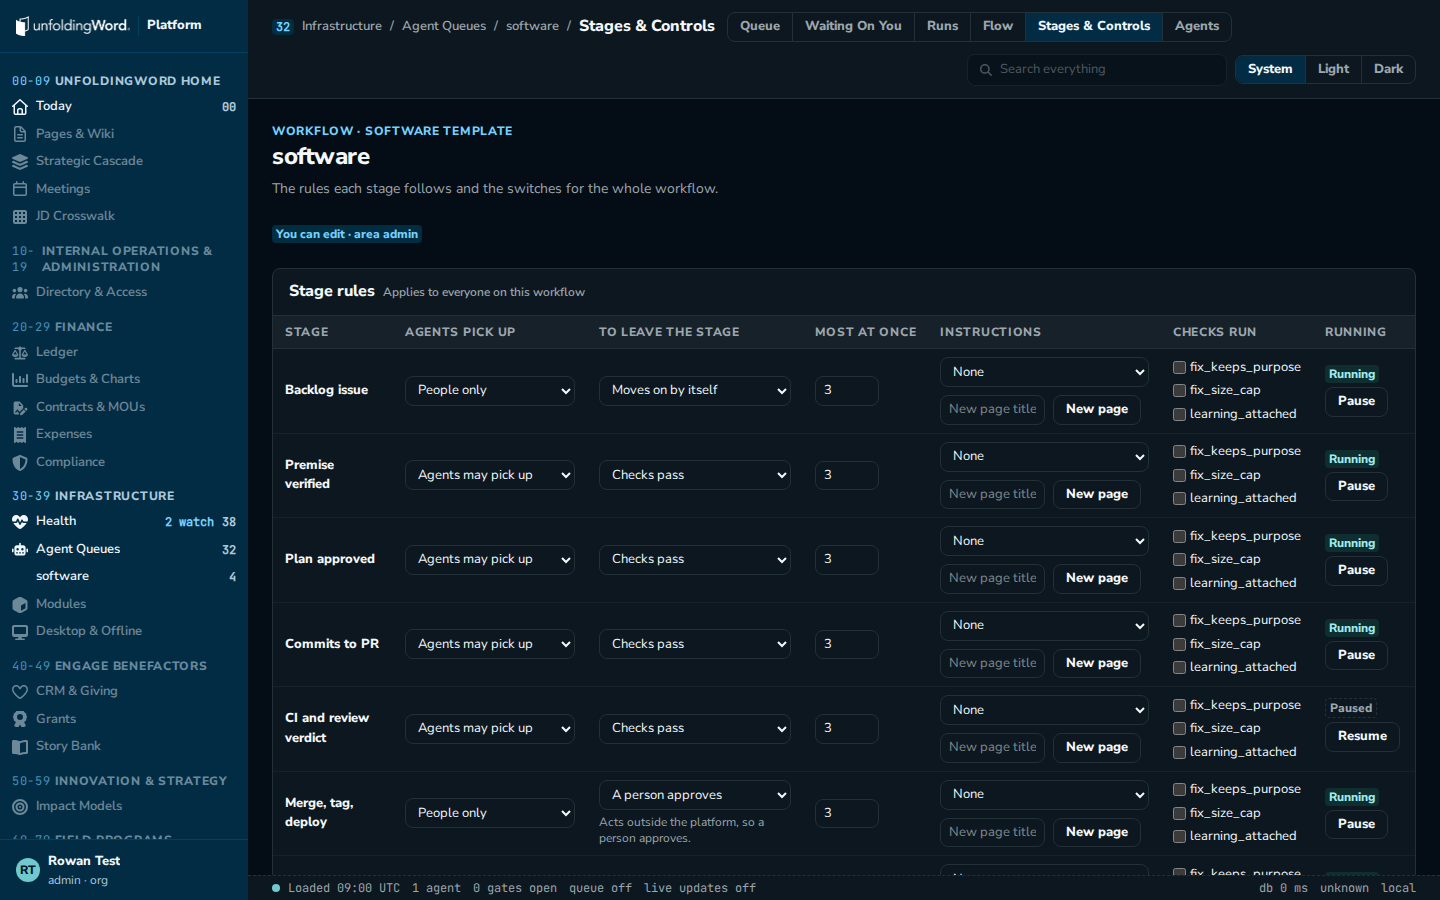 unfoldingWord Platform
00-09 UNFOLDINGWORD HOME
Today 00
Pages & Wiki
Strategic Cascade
Meetings
JD Crosswalk
10-19 INTERNAL OPERATIONS & ADMINISTRATION
Directory & Access
20-29 FINANCE
Ledger
Budgets & Charts
Contracts & MOUs
Expenses
Compliance
30-39 INFRASTRUCTURE
Health 2 watch 38
Agent Queues 32
software 4
Modules
Desktop & Offline
40-49 ENGAGE BENEFACTORS
CRM & Giving
Grants
Story Bank
50-59 INNOVATION & STRATEGY
Impact Models
60-70 FIELD PROGRAMS
RT Rowan Test
admin · org
32 Infrastructure / Agent Queues / software / Stages & Controls
Queue Waiting On You Runs Flow Stages & Controls Agents
Search everything
System Light Dark
WORKFLOW · SOFTWARE TEMPLATE
software
The rules each stage follows and the switches for the whole workflow.
You can edit · area admin
Stage rules Applies to everyone on this workflow
STAGE AGENTS PICK UP TO LEAVE THE STAGE MOST AT ONCE INSTRUCTIONS CHECKS RUN RUNNING
Backlog issue People only Moves on by itself 3 None
New page title New page
fix_keeps_purpose
fix_size_cap
learning_attached
Running
Pause
Premise verified Agents may pick up Checks pass 3 None
New page title New page
fix_keeps_purpose
fix_size_cap
learning_attached
Running
Pause
Plan approved Agents may pick up Checks pass 3 None
New page title New page
fix_keeps_purpose
fix_size_cap
learning_attached
Running
Pause
Commits to PR Agents may pick up Checks pass 3 None
New page title New page
fix_keeps_purpose
fix_size_cap
learning_attached
Running
Pause
CI and review verdict Agents may pick up Checks pass 3 None
New page title New page
fix_keeps_purpose
fix_size_cap
learning_attached
Paused
Resume
Merge, tag, deploy People only A person approves
Acts outside the platform, so a person approves.
3 None
New page title New page
fix_keeps_purpose
fix_size_cap
learning_attached
Running
Pause
fix_keeps_purpose
Loaded 09:00 UTC 1 agent 0 gates open queue off live updates off
db 0 ms unknown local